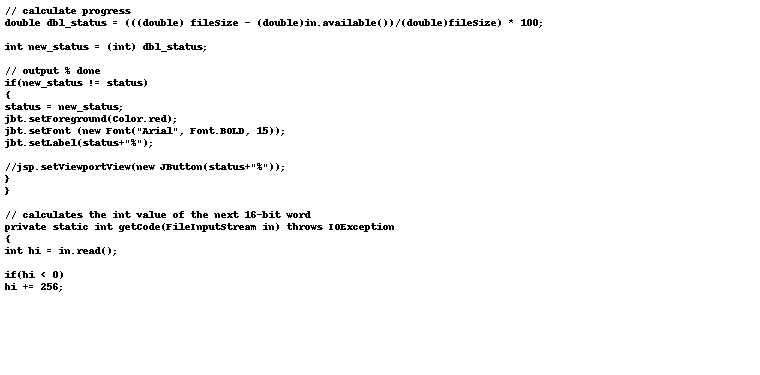 // calculate progress
double dbl_status = (((double) fileSize - (double)in.available())/(double)fileSize) * 100;
int new_status = (int) dbl_status;
// output % done
if(new_status != status)
{
status = new_status;
jbt.setForeground(Color.red);
jbt.setFont (new Font("Arial", Font.BOLD, 15));
jbt.setLabel(status+"%");
//jsp.setViewportView(new JButton(status+"%"));
}
}
// calculates the int value of the next 16-bit word
private static int getCode(FileInputStream in) throws IOException
{
int hi = in.read();
if(hi < 0)
hi += 256;